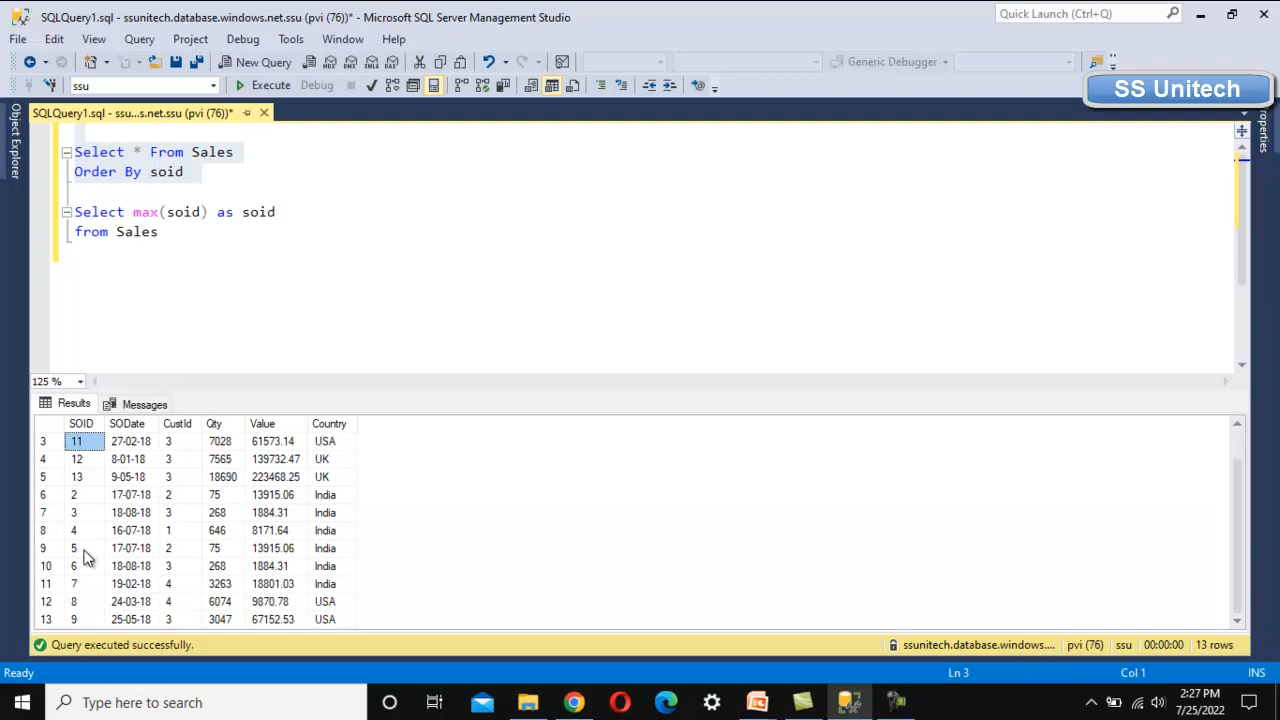 SQLQuery1.sql - ssunitech.database.windows.net.ssu (pvi (76))* - Microsoft SQL Server Management Studio
Quick Launch (Ctrl+Q)
File Edit View Query Project Debug Tools Window Help
New Query
Generic Debugger
ssu
Execute Debug
SS Unitech
SQLQuery1.sql - ssu...s.net.ssu (pvi (76))*
Object Explorer
Properties
Select * From Sales
Order By soid
Select max(soid) as soid
from Sales
125 %
Results Messages
SOID SODate CustId Qty Value Country
3 11 27-02-18 3 7028 61573.14 USA
4 12 8-01-18 3 7565 139732.47 UK
5 13 9-05-18 3 18690 223468.25 UK
6 2 17-07-18 2 75 13915.06 India
7 3 18-08-18 3 268 1884.31 India
8 4 16-07-18 1 646 8171.64 India
9 5 17-07-18 2 75 13915.06 India
10 6 18-08-18 3 268 1884.31 India
11 7 19-02-18 4 3263 18801.03 India
12 8 24-03-18 4 6074 9870.78 USA
13 9 25-05-18 3 3047 67152.53 USA
Query executed successfully.
ssunitech.database.windows.... pvi (76) ssu 00:00:00 13 rows
Ready Ln 3 Col 1 INS
Type here to search
2:27 PM
7/25/2022